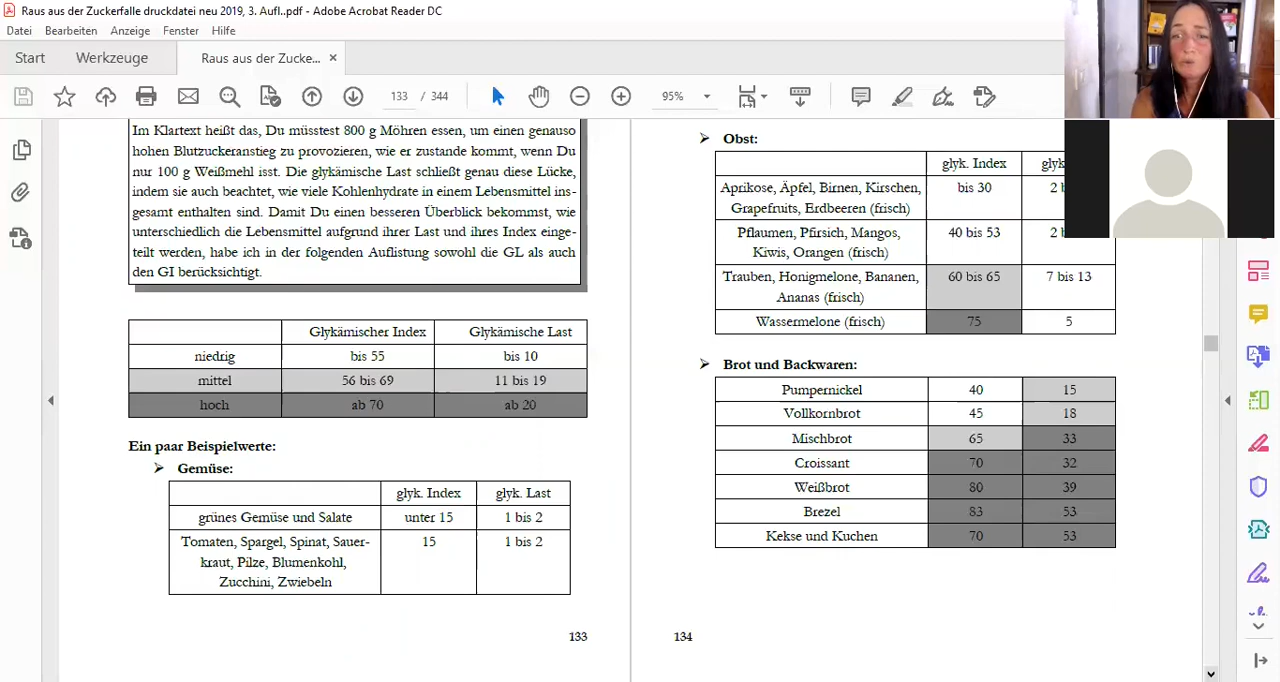 Raus aus der Zuckerfalle druckdatei neu 2019, 3. Aufl..pdf - Adobe Acrobat Reader DC
Datei Bearbeiten Anzeige Fenster Hilfe
Start Werkzeuge Raus aus der Zucke... ×
133 / 344 95%
Im Klartext heißt das, Du müsstest 800 g Möhren essen, um einen genauso
hohen Blutzuckeranstieg zu provozieren, wie er zustande kommt, wenn Du
nur 100 g Weißmehl isst. Die glykämische Last schließt genau diese Lücke,
indem sie auch beachtet, wie viele Kohlenhydrate in einem Lebensmittel ins-
gesamt enthalten sind. Damit Du einen besseren Überblick bekommst, wie
unterschiedlich die Lebensmittel aufgrund ihrer Last und ihres Index einge-
teilt werden, habe ich in der folgenden Auflistung sowohl die GL als auch
den GI berücksichtigt.
Glykämischer Index Glykämische Last
niedrig bis 55 bis 10
mittel 56 bis 69 11 bis 19
hoch ab 70 ab 20
Ein paar Beispielwerte:
➤ Gemüse:
glyk. Index glyk. Last
grünes Gemüse und Salate unter 15 1 bis 2
Tomaten, Spargel, Spinat, Sauer- 15 1 bis 2
kraut, Pilze, Blumenkohl,
Zucchini, Zwiebeln
133
➤ Obst:
glyk. Index
Aprikose, Äpfel, Birnen, Kirschen, bis 30 2
Grapefruits, Erdbeeren (frisch)
Pflaumen, Pfirsich, Mangos, 40 bis 53 2
Kiwis, Orangen (frisch)
Trauben, Honigmelone, Bananen, 60 bis 65 7 bis 13
Ananas (frisch)
Wassermelone (frisch) 75 5
➤ Brot und Backwaren:
Pumpernickel 40 15
Vollkornbrot 45 18
Mischbrot 65 33
Croissant 70 32
Weißbrot 80 39
Brezel 83 53
Kekse und Kuchen 70 53
134